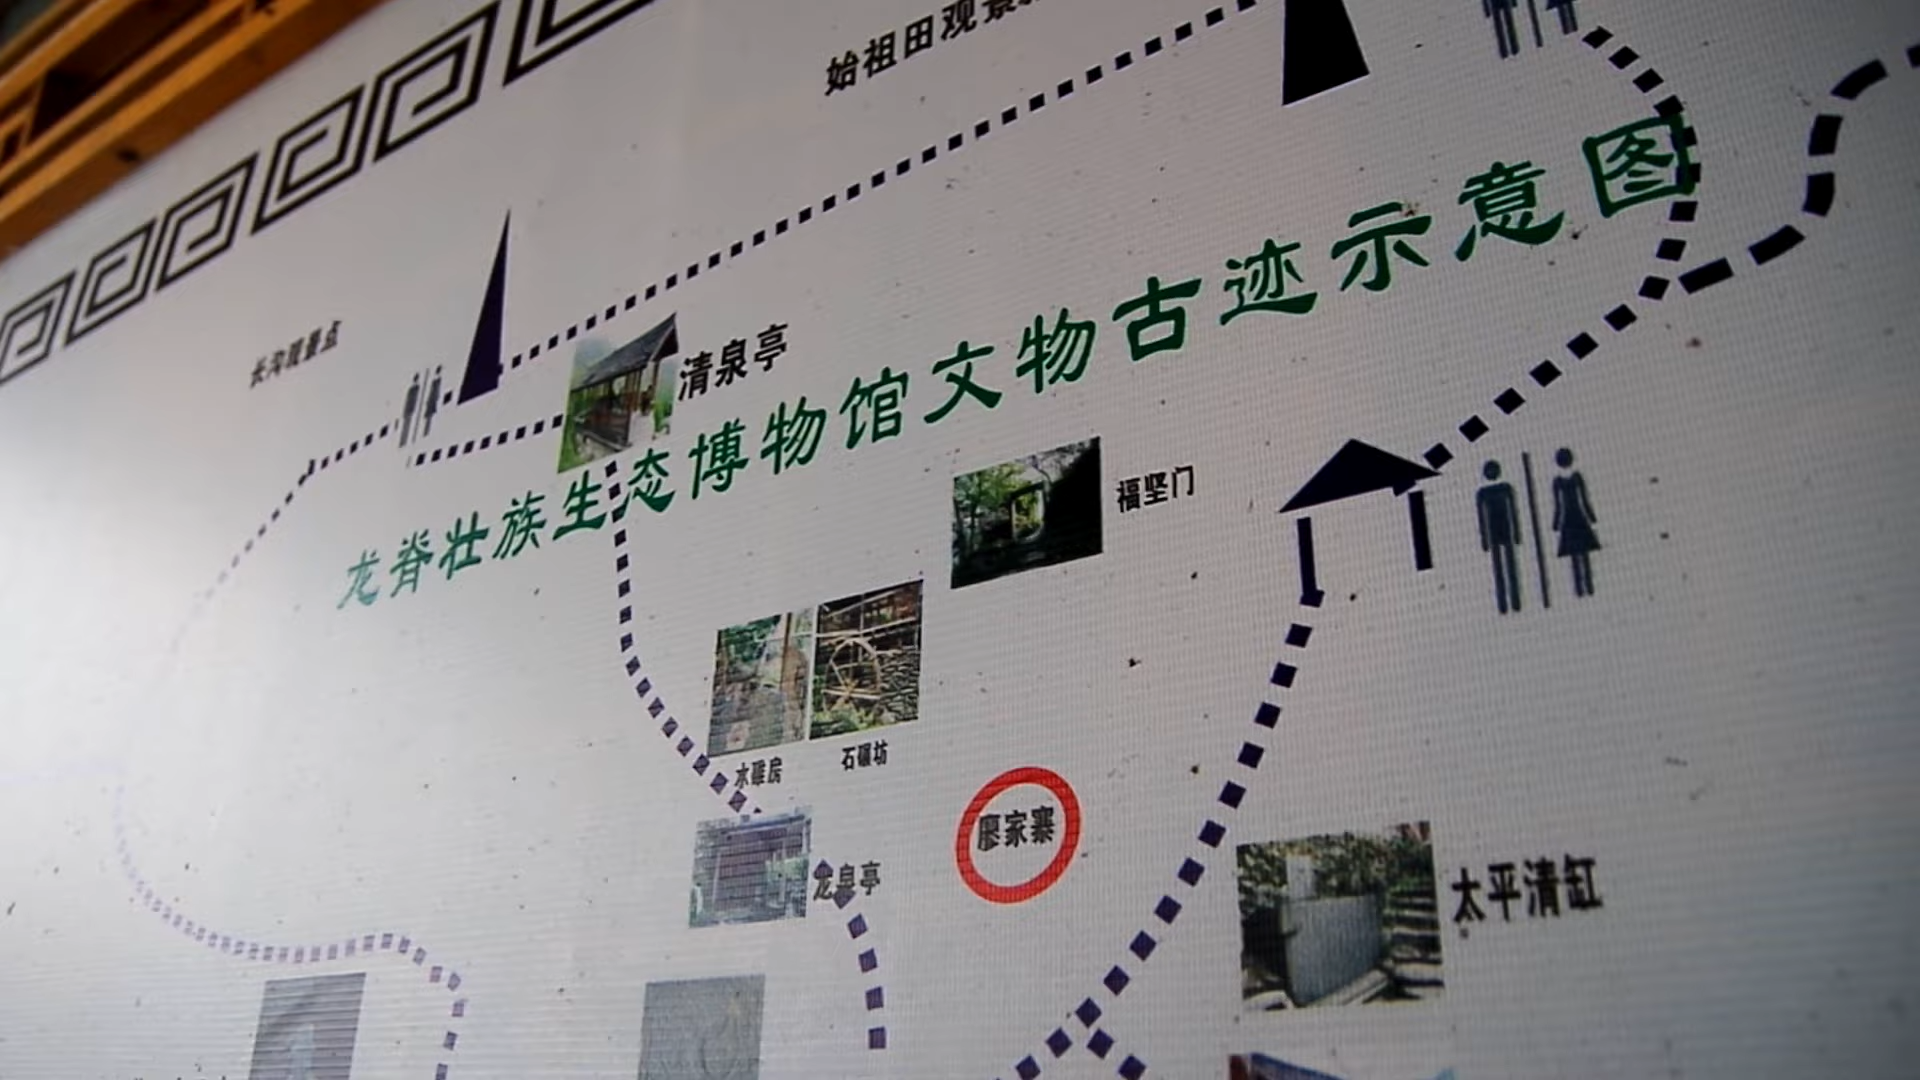 始祖田观景
长沟观景点
清泉亭
龙脊壮族生态博物馆文物古迹示意图
福坚门
水碓房
石碾坊
廖家寨
龙泉亭
太平清缸